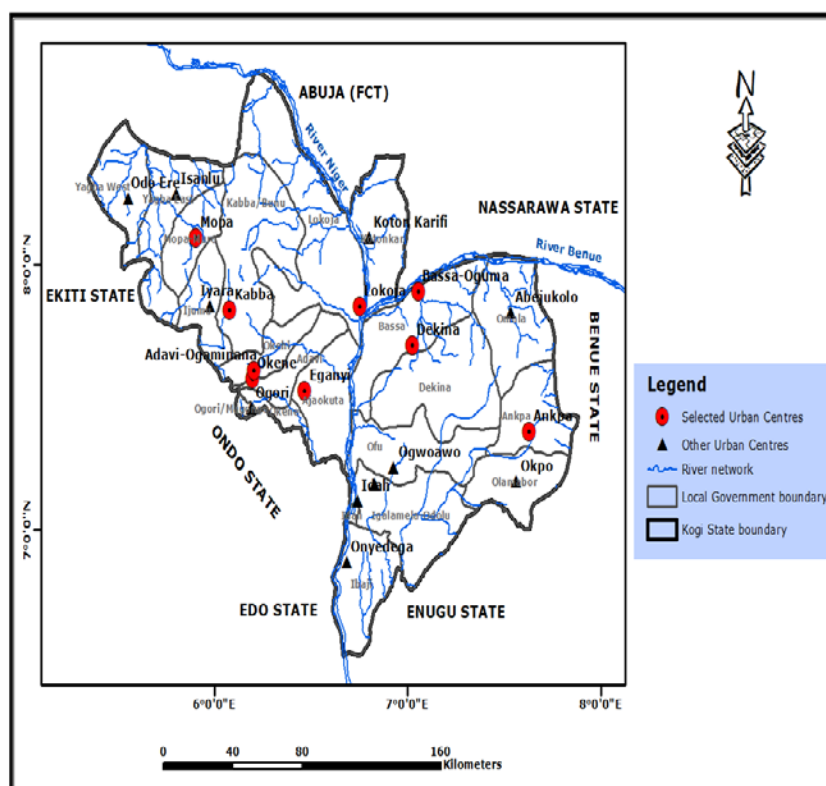 N
ABUJA (FCT)
River Niger
NASSARAWA STATE
River Benue
EKITI STATE
BENUE STATE
ONDO STATE
EDO STATE
ENUGU STATE
Yagba West
Odo Ere
Isanlu
Kabba/Bunu
Lokoja
Mopa
Koton Karifi
Bassa-Oguma
Abejukolo
Omala
Iyara
Kabba
Ijumu
Lokoja
Bassa
Dekina
Dekina
Adavi-Ogaminana
Okehi
Adavi
Okene
Eganyi
Ajaokuta
Ogori
Okene
Ankpa
Ankpa
Ofu
Ogwoawo
Okpo
Idah
Onyedega
Ibaji
8°0'0"N
7°0'0"N
6°0'0"E
7°0'0"E
8°0'0"E
0
40
80
160
Kilometers
Legend
Selected Urban Centres
Other Urban Centres
River network
Local Government boundary
Kogi State boundary